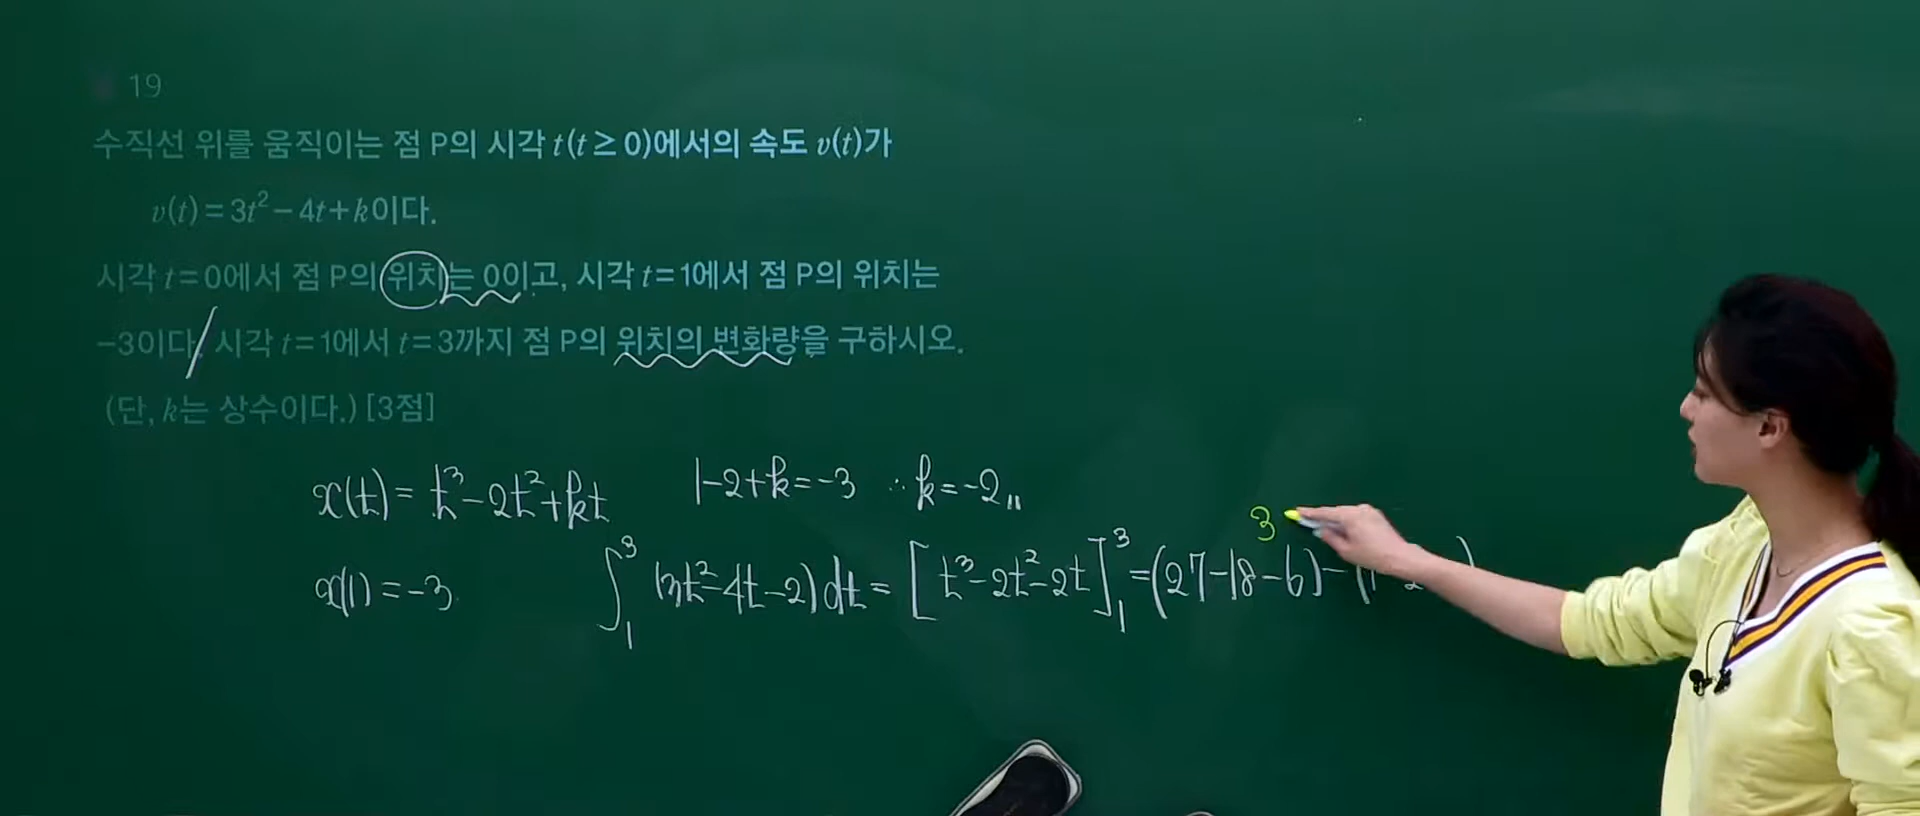 19
수직선 위를 움직이는 점 P의 시각 t(t ≥ 0)에서의 속도 v(t)가
v(t) = 3t² − 4t + k이다.
시각 t = 0에서 점 P의 위치는 0이고, 시각 t = 1에서 점 P의 위치는
−3이다. 시각 t = 1에서 t = 3까지 점 P의 위치의 변화량을 구하시오.
(단, k는 상수이다.) [3점]
x(t) = t³ − 2t² + kt 1−2+k = −3 ∴ k = −2
x(1) = −3 ∫₁³ (3t² − 4t − 2) dt = [t³ − 2t² − 2t]₁³ = (27 − 18 − 6) − (1
3